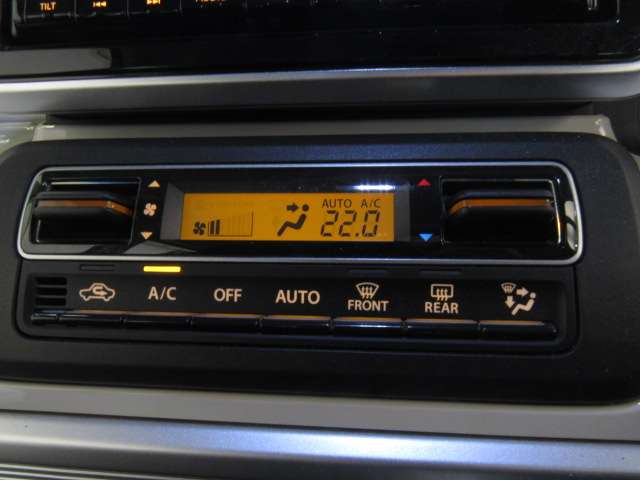 TILT
AUTO A/C
22.0
A/C OFF AUTO FRONT REAR